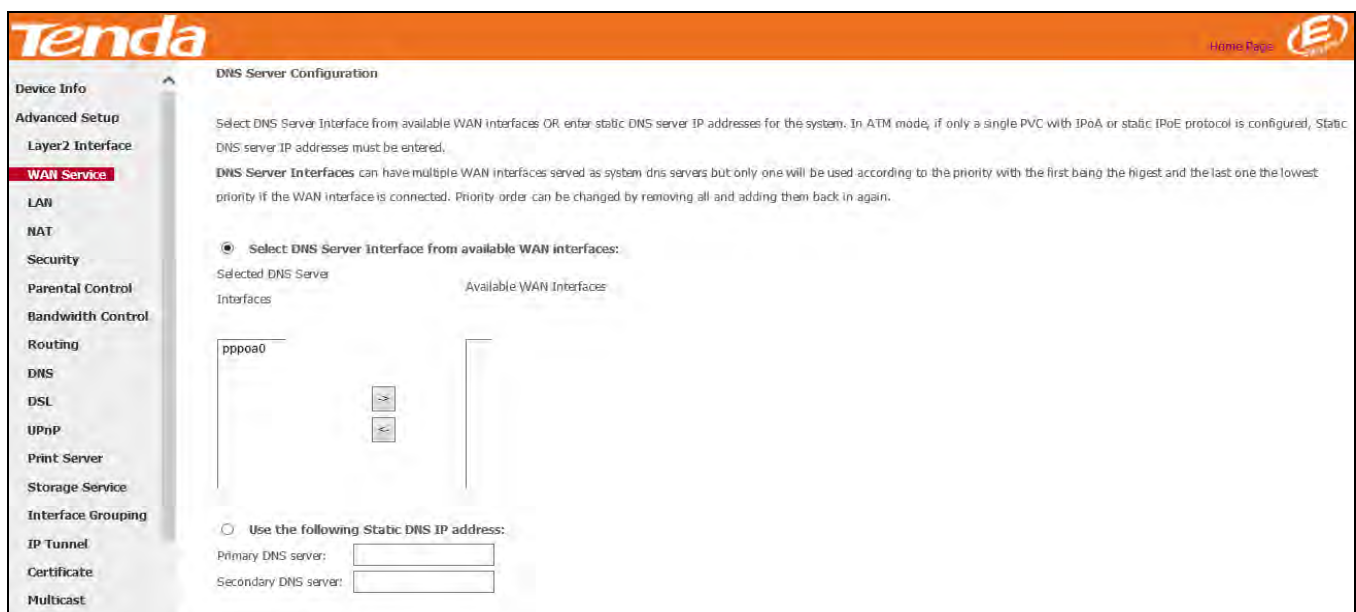 Tenda
Home Page
Device Info
Advanced Setup
Layer2 Interface
WAN Service
LAN
NAT
Security
Parental Control
Bandwidth Control
Routing
DNS
DSL
UPnP
Print Server
Storage Service
Interface Grouping
IP Tunnel
Certificate
Multicast
DNS Server Configuration
Select DNS Server Interface from available WAN interfaces OR enter static DNS server IP addresses for the system. In ATM mode, if only a single PVC with IPoA or static IPoE protocol is configured, Static
DNS server IP addresses must be entered.
DNS Server Interfaces can have multiple WAN interfaces served as system dns servers but only one will be used according to the priority with the first being the higest and the last one the lowest
priority if the WAN interface is connected. Priority order can be changed by removing all and adding them back in again.
Select DNS Server Interface from available WAN interfaces:
Selected DNS Server
Interfaces
Available WAN Interfaces
pppoa0
->
<-
Use the following Static DNS IP address:
Primary DNS server:
Secondary DNS server: